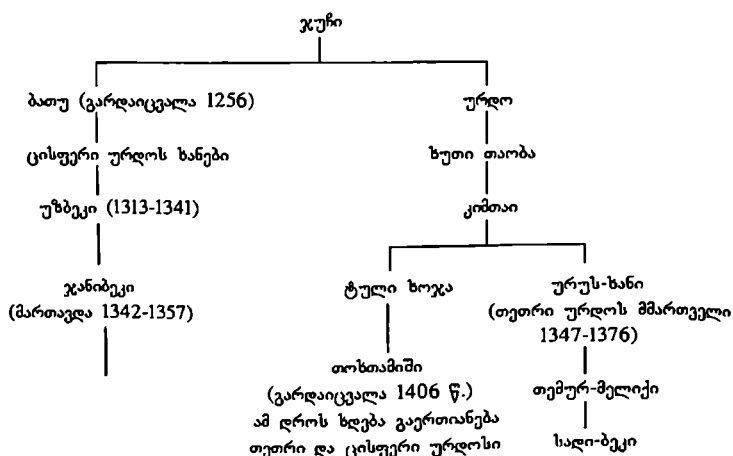 ჯუჩი
ბათუ (გარდაიცვალა 1256)
ურდო
ცისფერი ურდოს ხანები
ხუთი თაობა
უზბეკი (1313-1341)
კიმთაი
ჯანიბეკი
(მართავდა 1342-1357)
ტული ხოჯა
ურუს-ხანი
(თეთრი ურდოს მმართველი
1347-1376)
თოხთამიში
(გარდაიცვალა 1406 წ.)
ამ დროს ხდება გაერთიანება
თეთრი და ცისფერი ურდოსი
თემურ-მელიქი
სადი-ბეკი